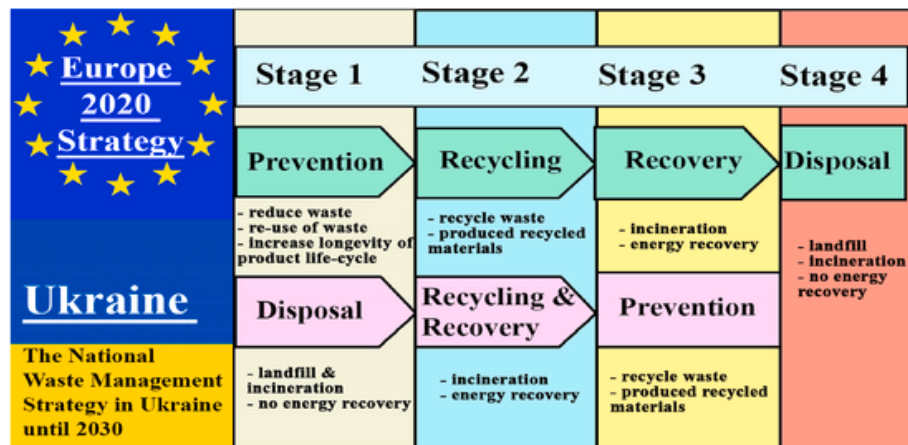 Europe
2020
Strategy
Stage 1
Stage 2
Stage 3
Stage 4
Prevention
Recycling
Recovery
Disposal
- reduce waste
- re-use of waste
- increase longevity of
product life-cycle
- recycle waste
- produced recycled
materials
- incineration
- energy recovery
- landfill
- incineration
- no energy
recovery
Ukraine
Disposal
Recycling &
Recovery
Prevention
The National
Waste Management
Strategy in Ukraine
until 2030
- landfill &
incineration
- no energy recovery
- incineration
- energy recovery
- recycle waste
- produced recycled
materials